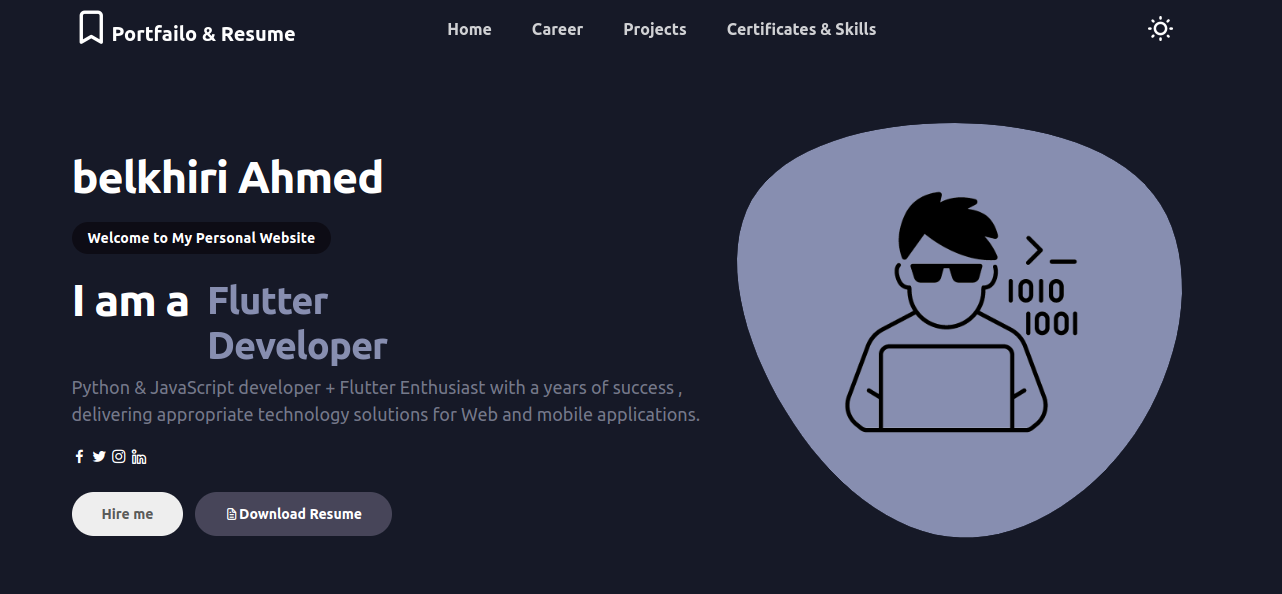 Portfailo & Resume
Home
Career
Projects
Certificates & Skills
belkhiri Ahmed
Welcome to My Personal Website
I am a Flutter
Developer
Python & JavaScript developer + Flutter Enthusiast with a years of success ,
delivering appropriate technology solutions for Web and mobile applications.
Hire me
Download Resume
>_
1010
1001